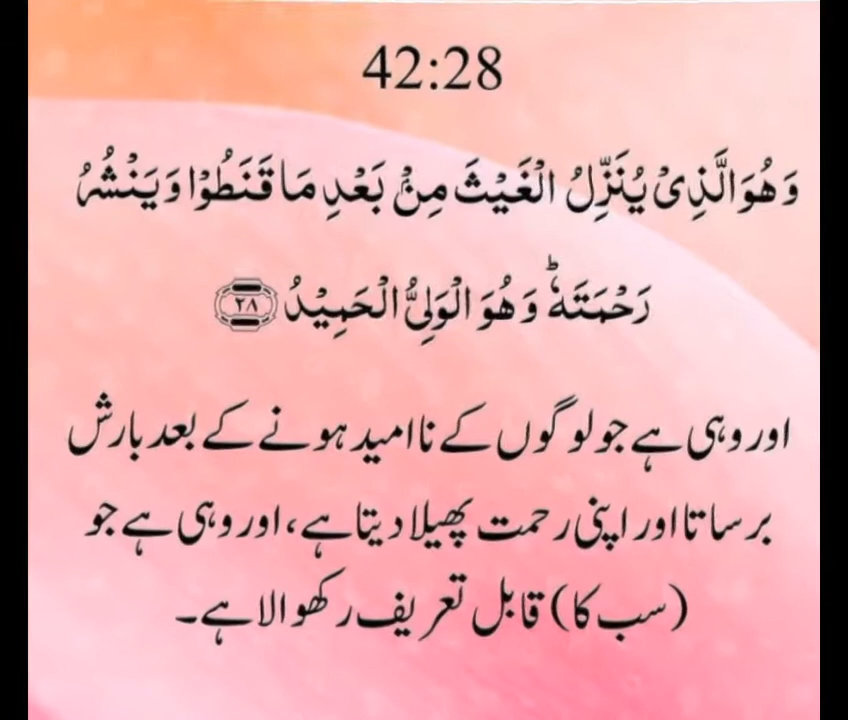 42:28
وَهُوَالَّذِیْ یُنَزِّلُ الْغَیْثَ مِنْۢ بَعْدِ مَا قَنَطُوْا وَیَنْشُرُ
رَحْمَتَهٗ ؕ وَهُوَ الْوَلِیُّ الْحَمِیْدُ ﴿۲۸﴾
اور وہی ہے جو لوگوں کے ناامید ہونے کے بعد بارش
برساتا اور اپنی رحمت پھیلا دیتا ہے، اور وہی ہے جو
(سب کا) قابل تعریف رکھوالا ہے۔